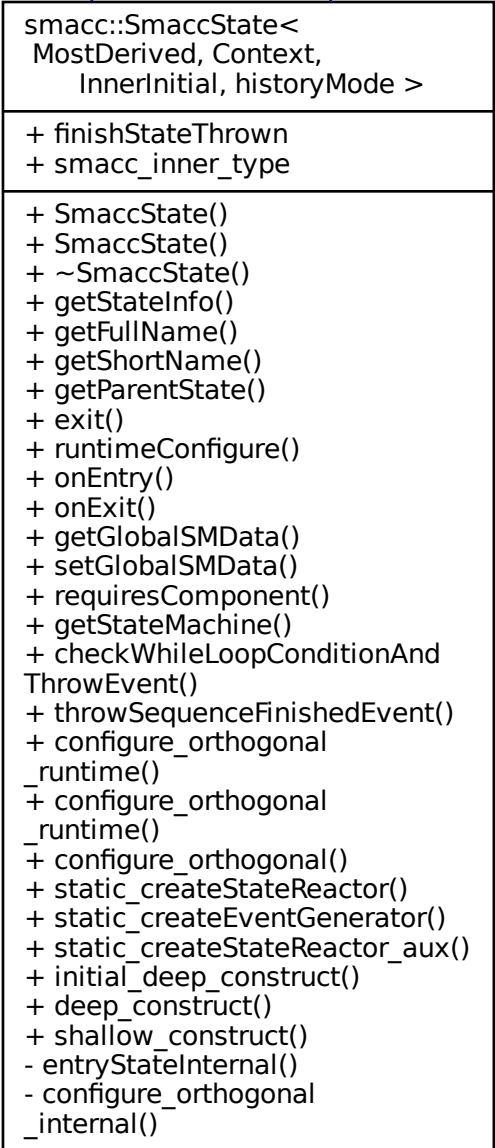 smacc::SmaccState<
MostDerived, Context,
InnerInitial, historyMode >
+ finishStateThrown
+ smacc_inner_type
+ SmaccState()
+ SmaccState()
+ ~SmaccState()
+ getStateInfo()
+ getFullName()
+ getShortName()
+ getParentState()
+ exit()
+ runtimeConfigure()
+ onEntry()
+ onExit()
+ getGlobalSMData()
+ setGlobalSMData()
+ requiresComponent()
+ getStateMachine()
+ checkWhileLoopConditionAnd
ThrowEvent()
+ throwSequenceFinishedEvent()
+ configure_orthogonal
_runtime()
+ configure_orthogonal
_runtime()
+ configure_orthogonal()
+ static_createStateReactor()
+ static_createEventGenerator()
+ static_createStateReactor_aux()
+ initial_deep_construct()
+ deep_construct()
+ shallow_construct()
- entryStateInternal()
- configure_orthogonal
_internal()